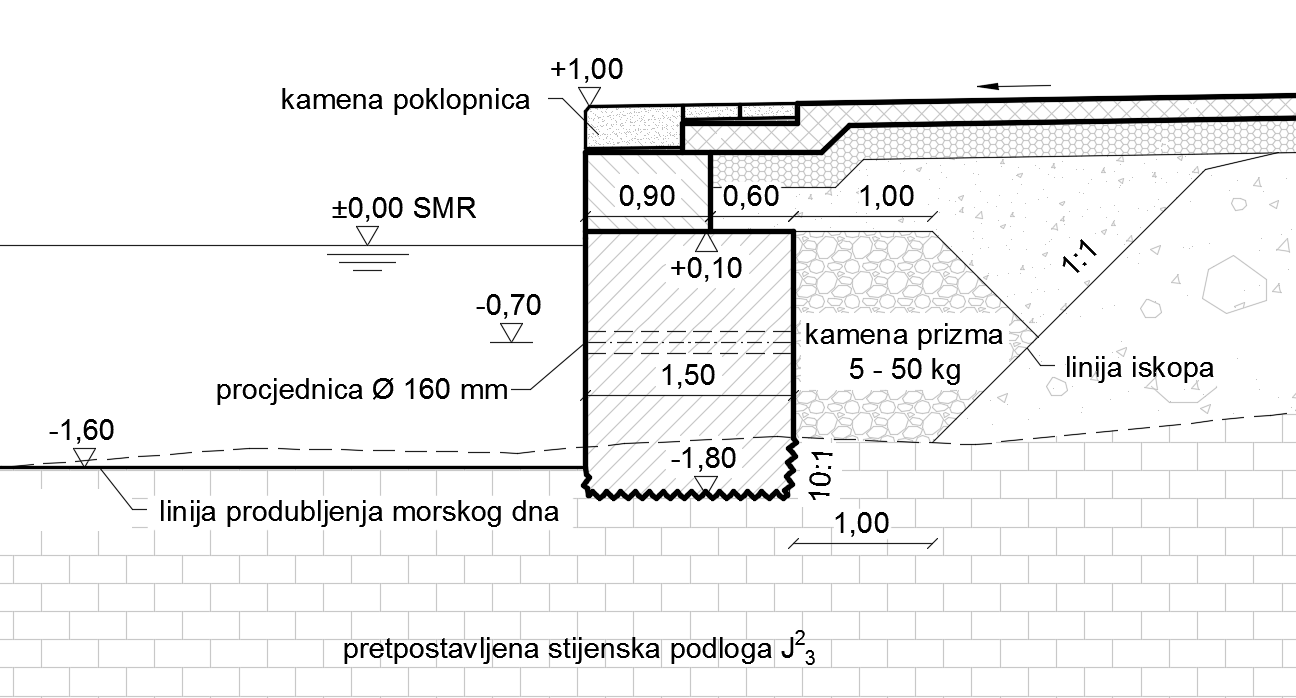 +1,00
kamena poklopnica
0,90
0,60
1,00
±0,00 SMR
1:1
+0,10
-0,70
kamena prizma
5 - 50 kg
linija iskopa
1,50
procjednica Ø 160 mm
-1,60
-1,80
10:1
linija produbljenja morskog dna
1,00
pretpostavljena stijenska podloga J²₃